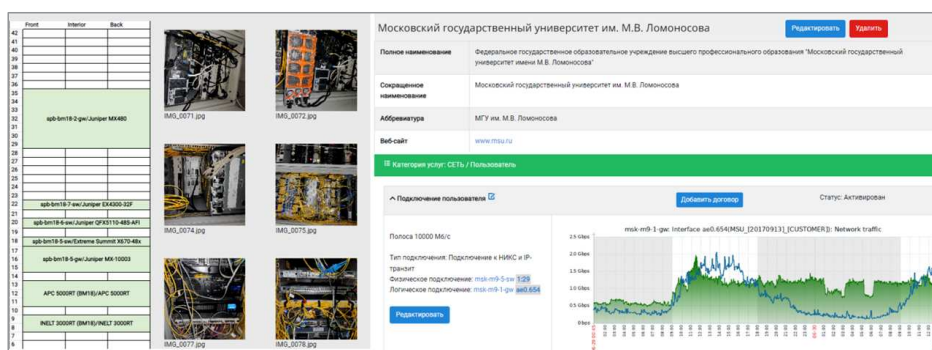 Front Interior Back
42
41
40
39
38
37
36
35
34
33
32 spb-bm18-2-gw/Juniper MX480
31
30
29
28
27
26
25
24
23
22 spb-bm18-7-sw/Juniper EX4300-32F
21
20 spb-bm18-6-sw/Juniper QFX5110-48S-AFI
19
18 spb-bm18-5-sw/Extreme Summit X670-48x
17
16 spb-bm18-5-gw/Juniper MX-10003
15
14
13
12 APC 5000RT (BM18)/APC 5000RT
11
10
9
8 INELT 3000RT (BM18)/INELT 3000RT
7
6
IMG_0071.jpg IMG_0072.jpg
IMG_0074.jpg IMG_0075.jpg
IMG_0077.jpg IMG_0078.jpg
Московский государственный университет им. М.В. Ломоносова
Редактировать Удалить
Полное наименование Федеральное государственное образовательное учреждение высшего профессионального образования "Московский государственный
университет имени М.В. Ломоносова"
Сокращенное Московский государственный университет им. М.В. Ломоносова
наименование
Аббревиатура МГУ им. М.В. Ломоносова
Веб-сайт www.msu.ru
Категория услуг: СЕТЬ / Пользователь
Подключение пользователя Добавить договор Статус: Активирован
Полоса 10000 Мб/с
Тип подключения: Подключение к НИКС и IP-
транзит
Физическое подключение: msk-m9-5-sw 1:29
Логическое подключение: msk-m9-1-gw ae0.654
Редактировать
msk-m9-1-gw: Interface ae0.654(MSU_[20170913]_[CUSTOMER]): Network traffic
2.5 Gbps
2.0 Gbps
1.5 Gbps
1.0 Gbps
0.5 Gbps
0 bps